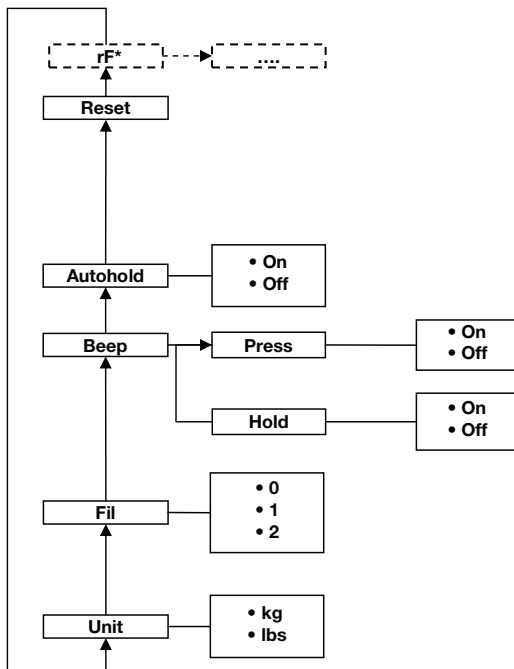 rF*
....
Reset
Autohold
• On
• Off
Beep
Press
• On
• Off
Hold
• On
• Off
Fil
• 0
• 1
• 2
Unit
• kg
• lbs